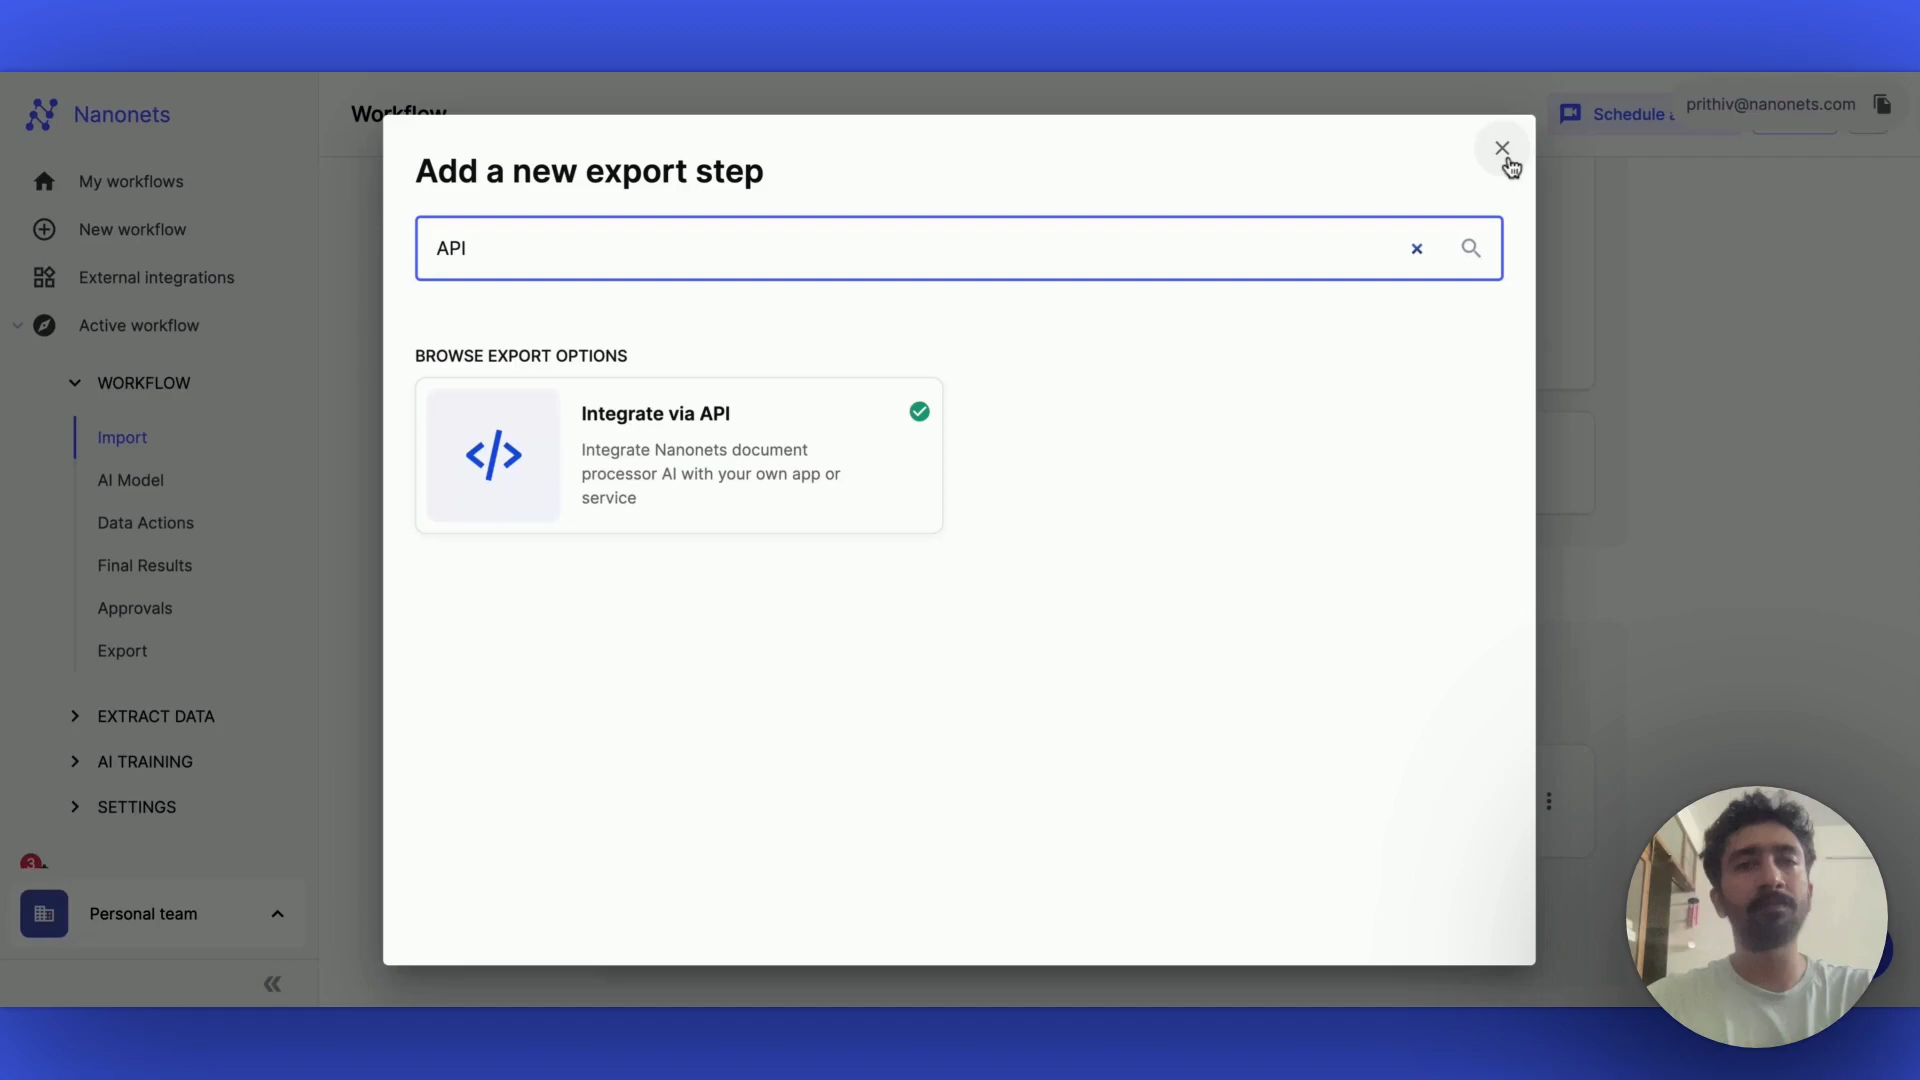 Nanonets
My workflows
New workflow
External integrations
Active workflow
WORKFLOW
Import
AI Model
Data Actions
Final Results
Approvals
Export
EXTRACT DATA
AI TRAINING
SETTINGS
3
Personal team
Workflow
Schedule a
prithiv@nanonets.com
Add a new export step
API
BROWSE EXPORT OPTIONS
Integrate via API
Integrate Nanonets document
processor AI with your own app or
service